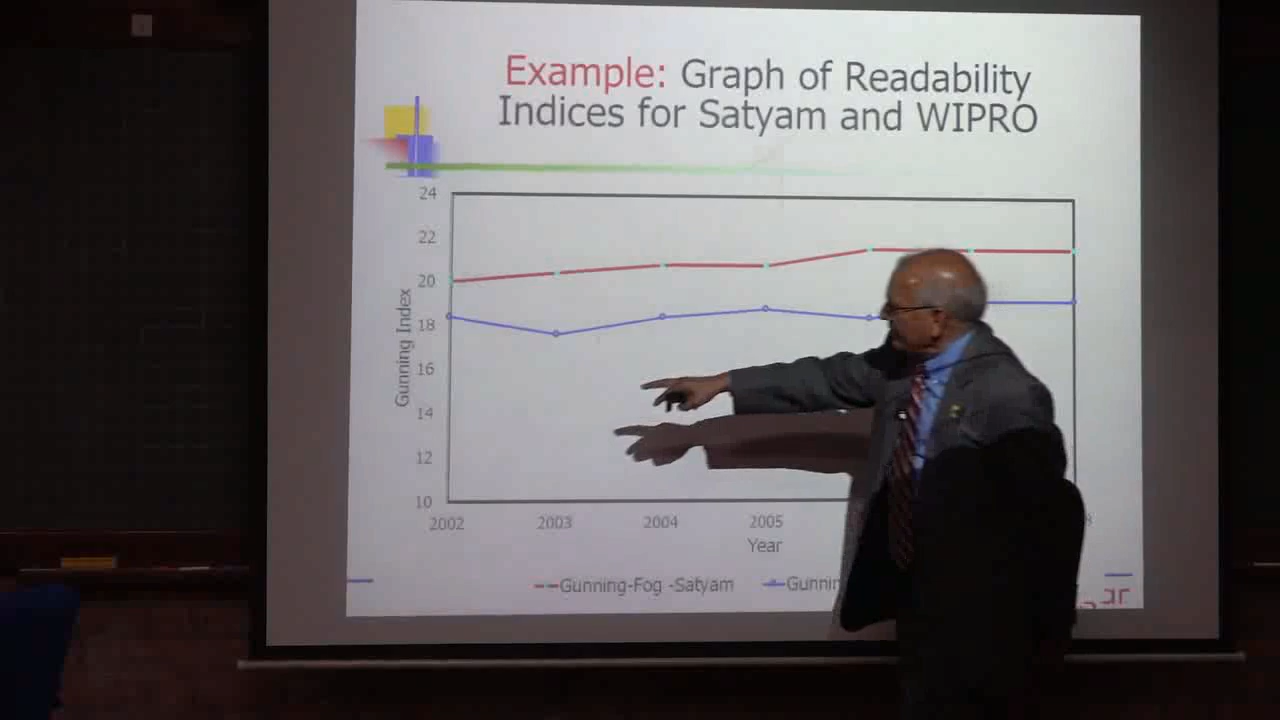 Example: Graph of Readability
Indices for Satyam and WIPRO
24
22
20
18
16
14
12
10
Gunning Index
2002 2003 2004 2005
Year
Gunning-Fog -Satyam